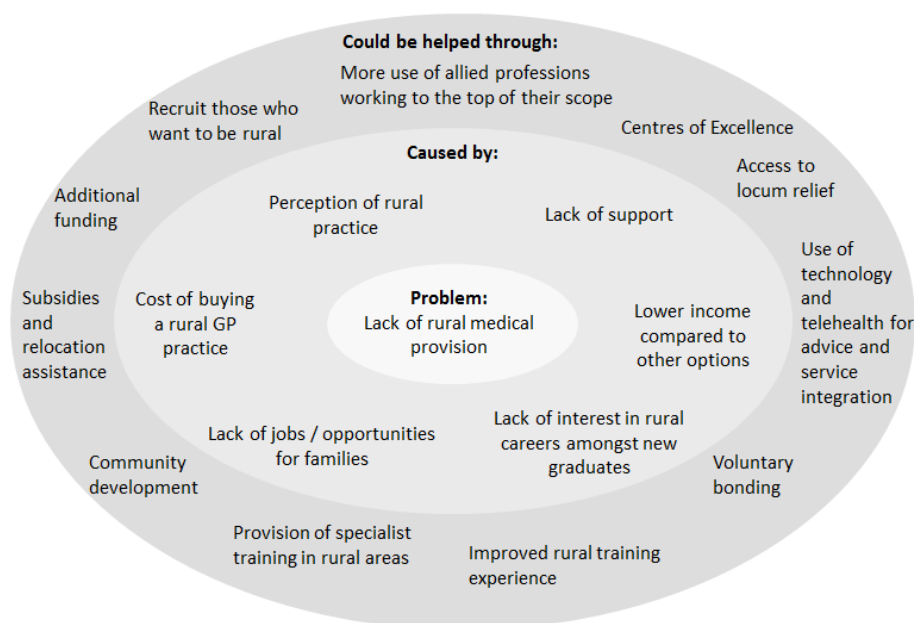 Could be helped through:
More use of allied professions
working to the top of their scope
Recruit those who
want to be rural
Centres of Excellence
Access to
locum relief
Additional
funding
Use of
technology
and
telehealth for
advice and
service
integration
Subsidies
and
relocation
assistance
Community
development
Voluntary
bonding
Provision of specialist
training in rural areas
Improved rural training
experience
Caused by:
Perception of rural
practice
Lack of support
Cost of buying
a rural GP
practice
Lower income
compared to
other options
Lack of jobs / opportunities
for families
Lack of interest in rural
careers amongst new
graduates
Problem:
Lack of rural medical
provision